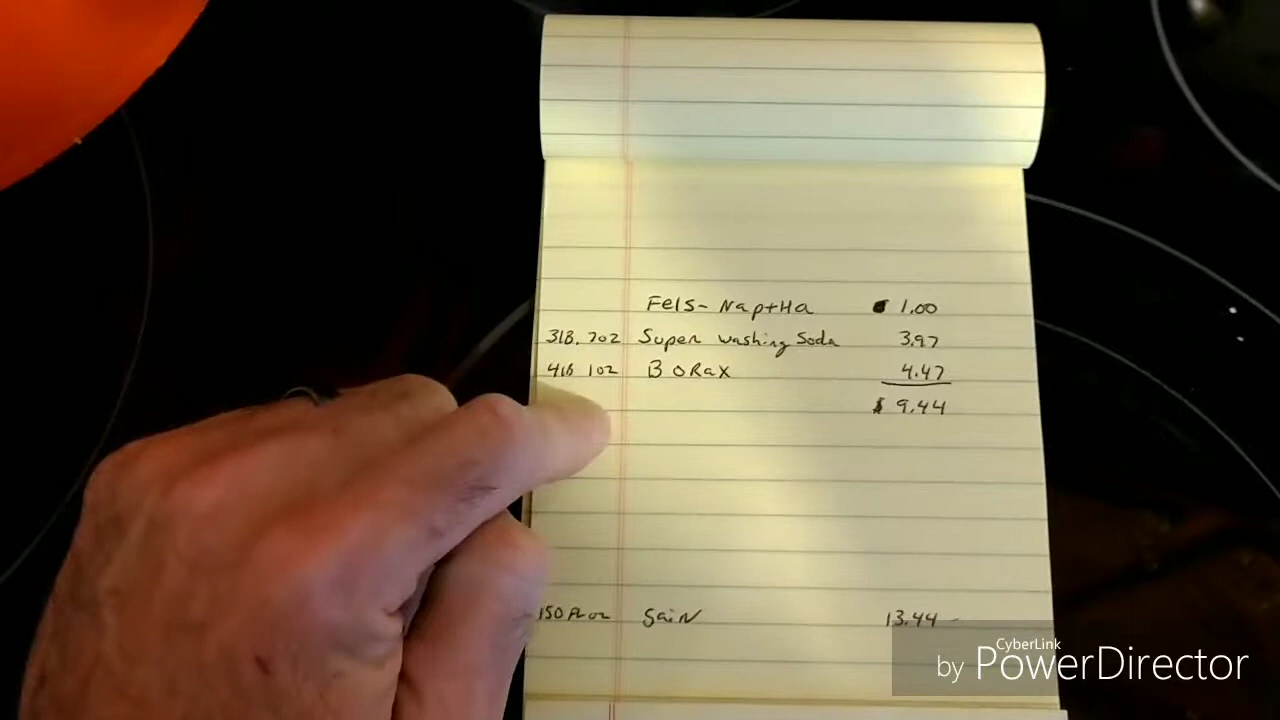 Fels-NaptHa $ 1.00
3lB. 7oz Super washing Soda 3.97
4lB 1oz BORaX 4.47
$ 9.44
150 FL oz GaiN 13.44
CyberLink
by PowerDirector